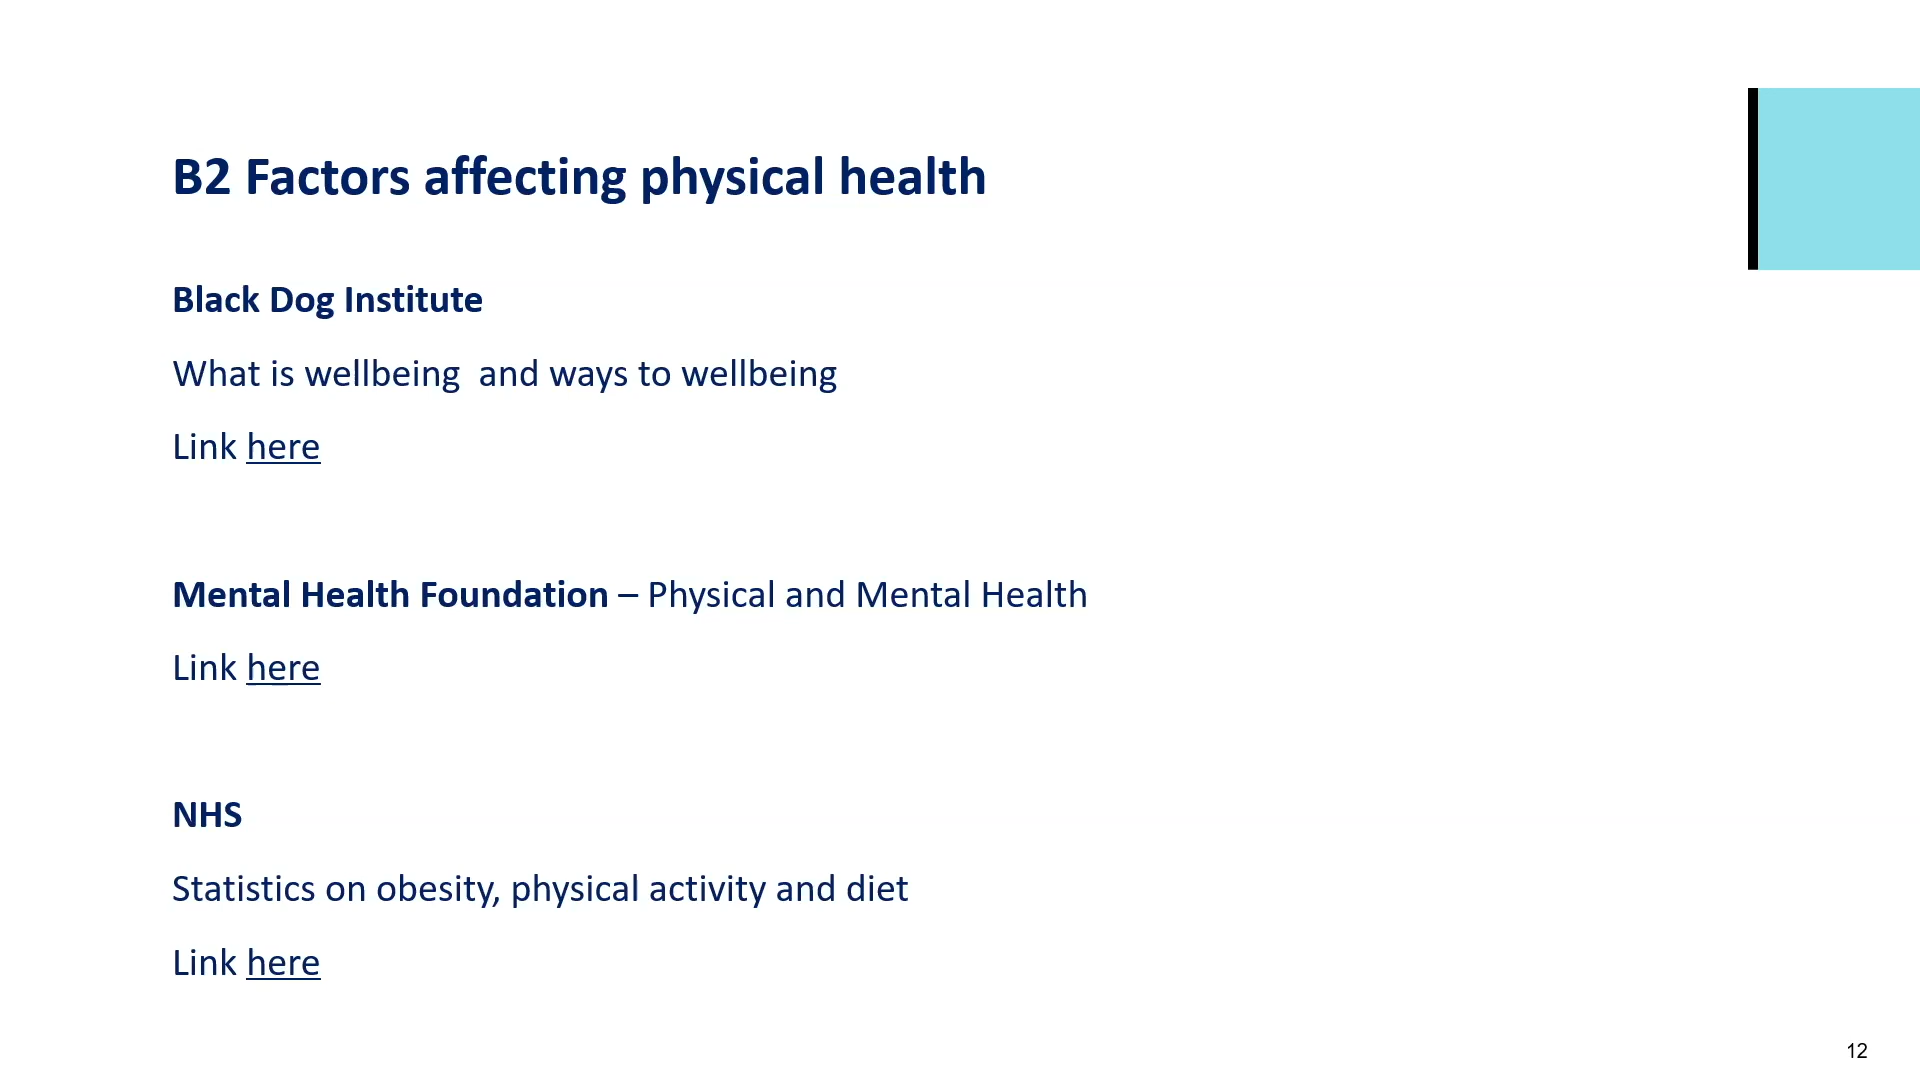 B2 Factors affecting physical health
Black Dog Institute
What is wellbeing  and ways to wellbeing
Link here
Mental Health Foundation – Physical and Mental Health
Link here
NHS
Statistics on obesity, physical activity and diet
Link here
12